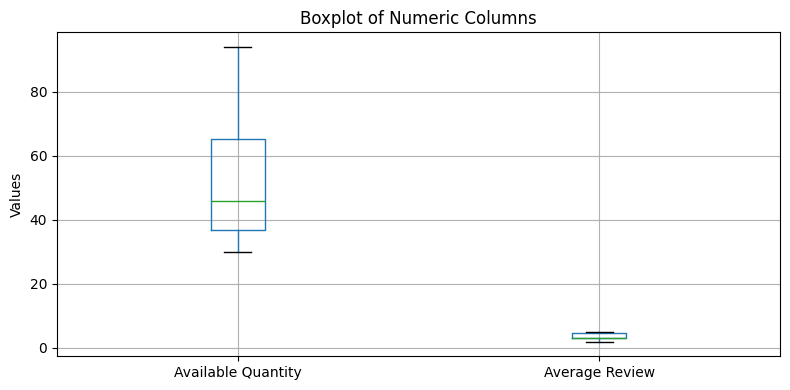 Boxplot of Numeric Columns
Values
80
60
40
20
0
Available Quantity
Average Review